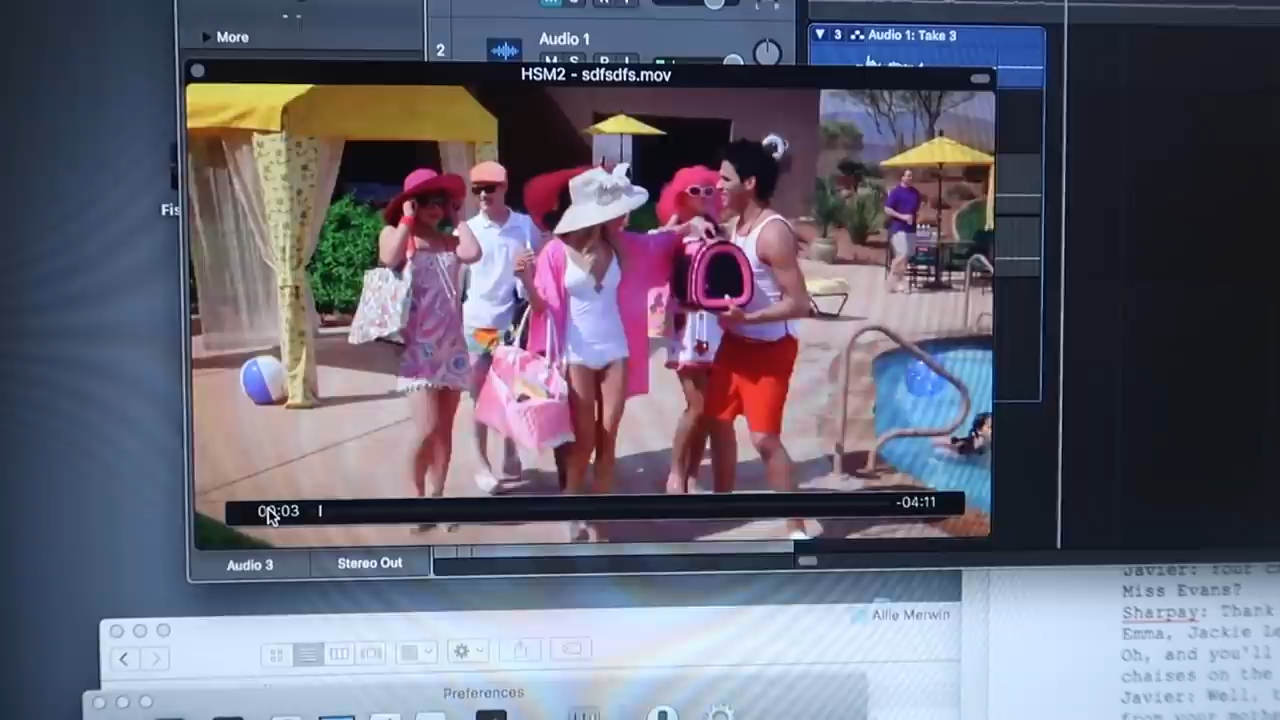 More
2
Audio 1
3 Audio 1: Take 3
HSM2 - sdfsdfs.mov
Fis
00:03
-04:11
Audio 3
Stereo Out
Javier: Your
Miss Evans?
Sharpay: Thank
Emma, Jackie
Oh, and you'll
chaises on the
Javier: Well,
Allie Merwin
Preferences